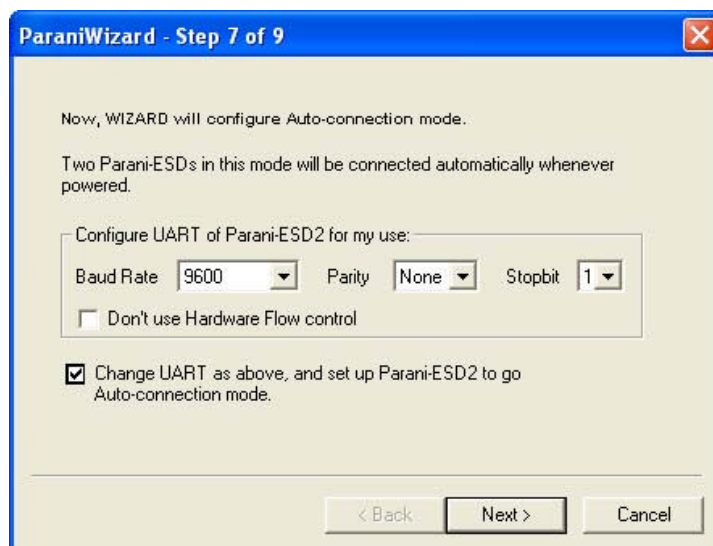 ParaniWizard - Step 7 of 9
Now, WIZARD will configure Auto-connection mode.
Two Parani-ESDs in this mode will be connected automatically whenever
powered.
Configure UART of Parani-ESD2 for my use:
Baud Rate 9600 Parity None Stopbit 1
Don't use Hardware Flow control
Change UART as above, and set up Parani-ESD2 to go
Auto-connection mode.
< Back Next > Cancel